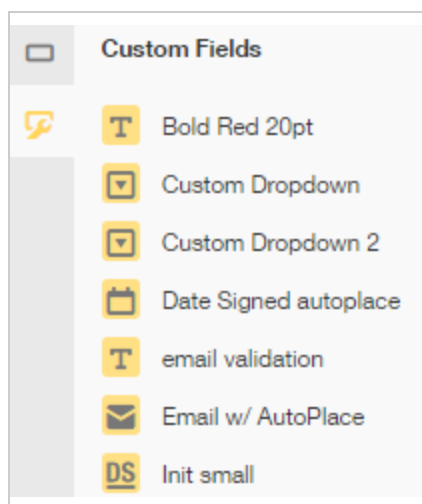 Custom Fields
T Bold Red 20pt
Custom Dropdown
Custom Dropdown 2
Date Signed autoplace
T email validation
Email w/ AutoPlace
DS Init small